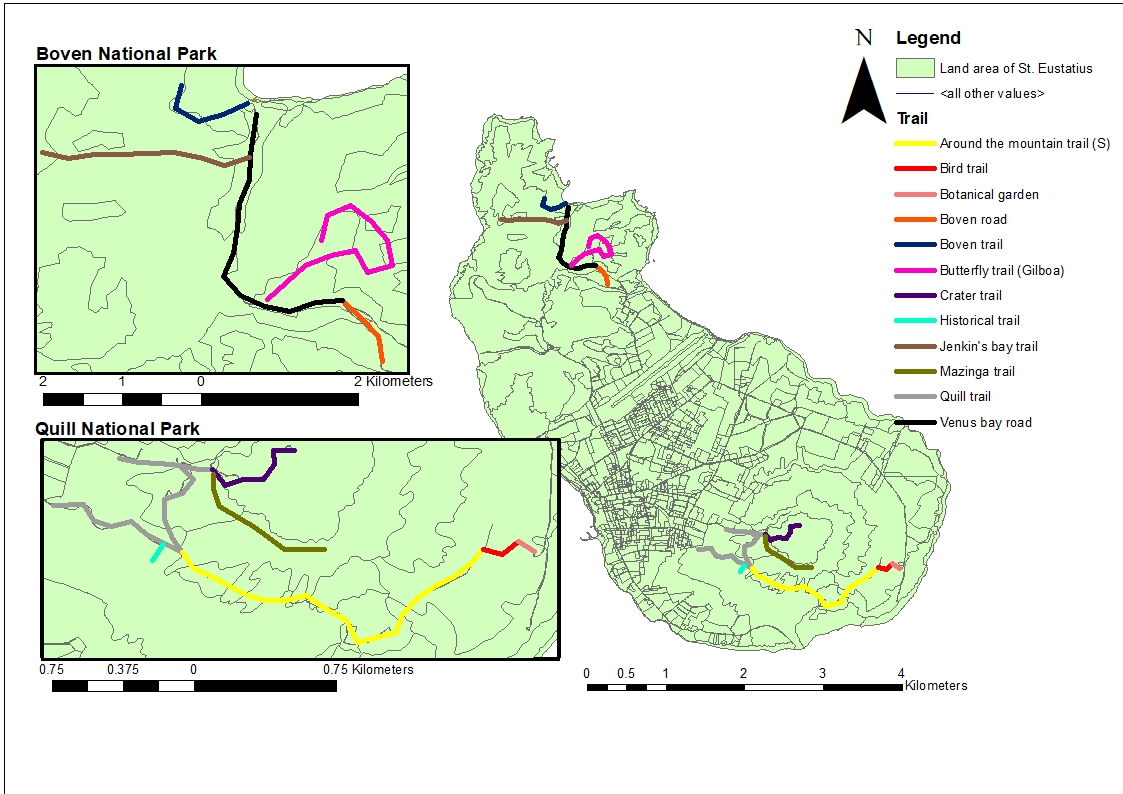 Boven National Park
2 1 0 2 Kilometers
Quill National Park
0.75 0.375 0 0.75 Kilometers
N
Legend
Land area of St. Eustatius
<all other values>
Trail
Around the mountain trail (S)
Bird trail
Botanical garden
Boven road
Boven trail
Butterfly trail (Gilboa)
Crater trail
Historical trail
Jenkin's bay trail
Mazinga trail
Quill trail
Venus bay road
0 0.5 1 2 3 4
Kilometers